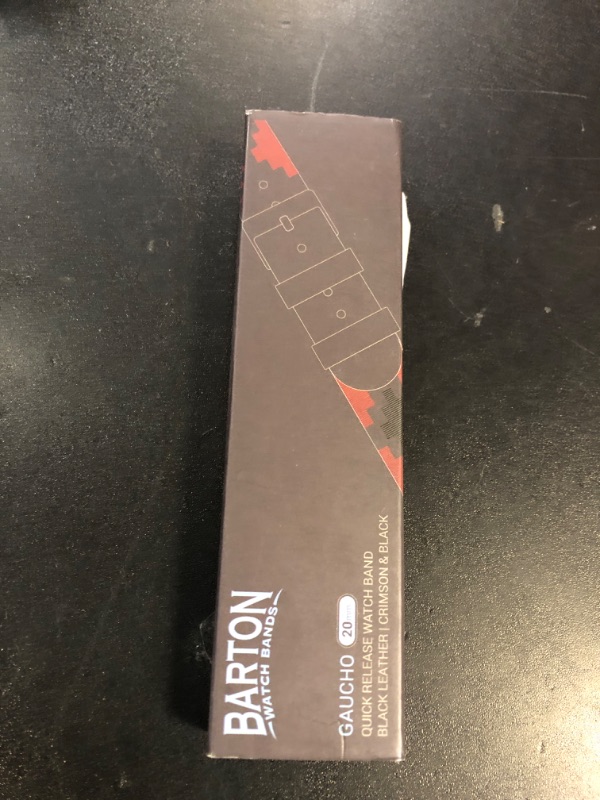 BARTON
WATCH BANDS
GAUCHO 20
QUICK RELEASE WATCH BAND
BLACK LEATHER | CRIMSON & BLACK